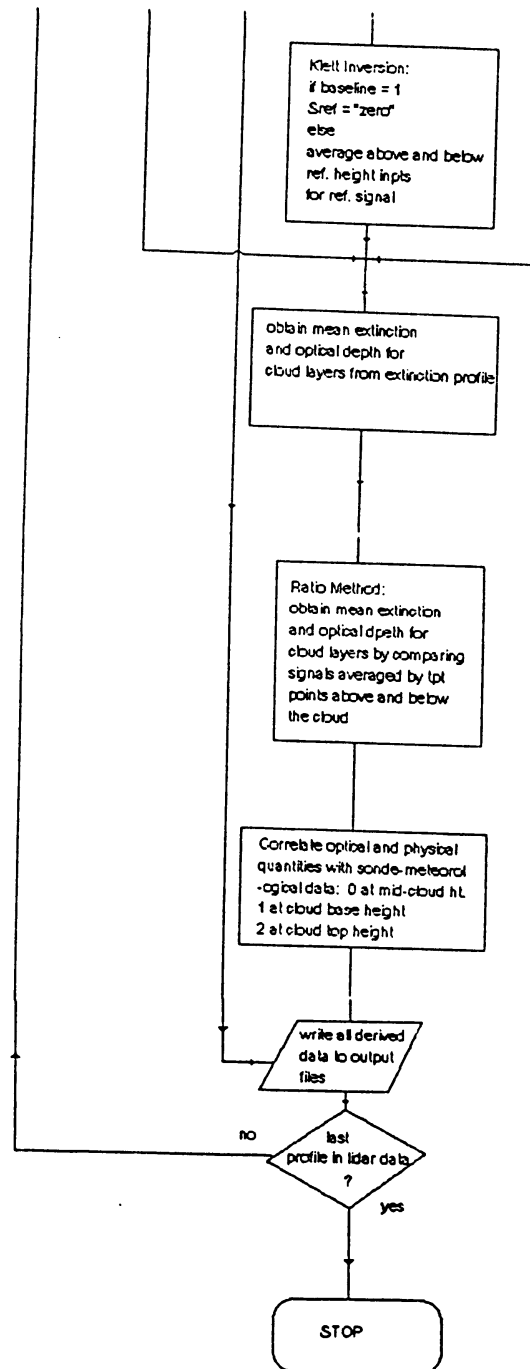 Klett Inversion:
if baseline = 1
Sref = "zero"
else
average above and below
ref. height inpts
for ref. signal
obtain mean extinction
and optical depth for
cloud layers from extinction profile
Ratio Method:
obtain mean extinction
and optical dpeth for
cloud layers by comparing
signals averaged by tpt
points above and below
the cloud
Correlate optical and physical
quantities with sonde-meteorol
-ogical data: 0 at mid-cloud ht.
1 at cloud base height
2 at cloud top height
write all derived
data to output
files
no
last
profile in lidar data
?
yes
STOP